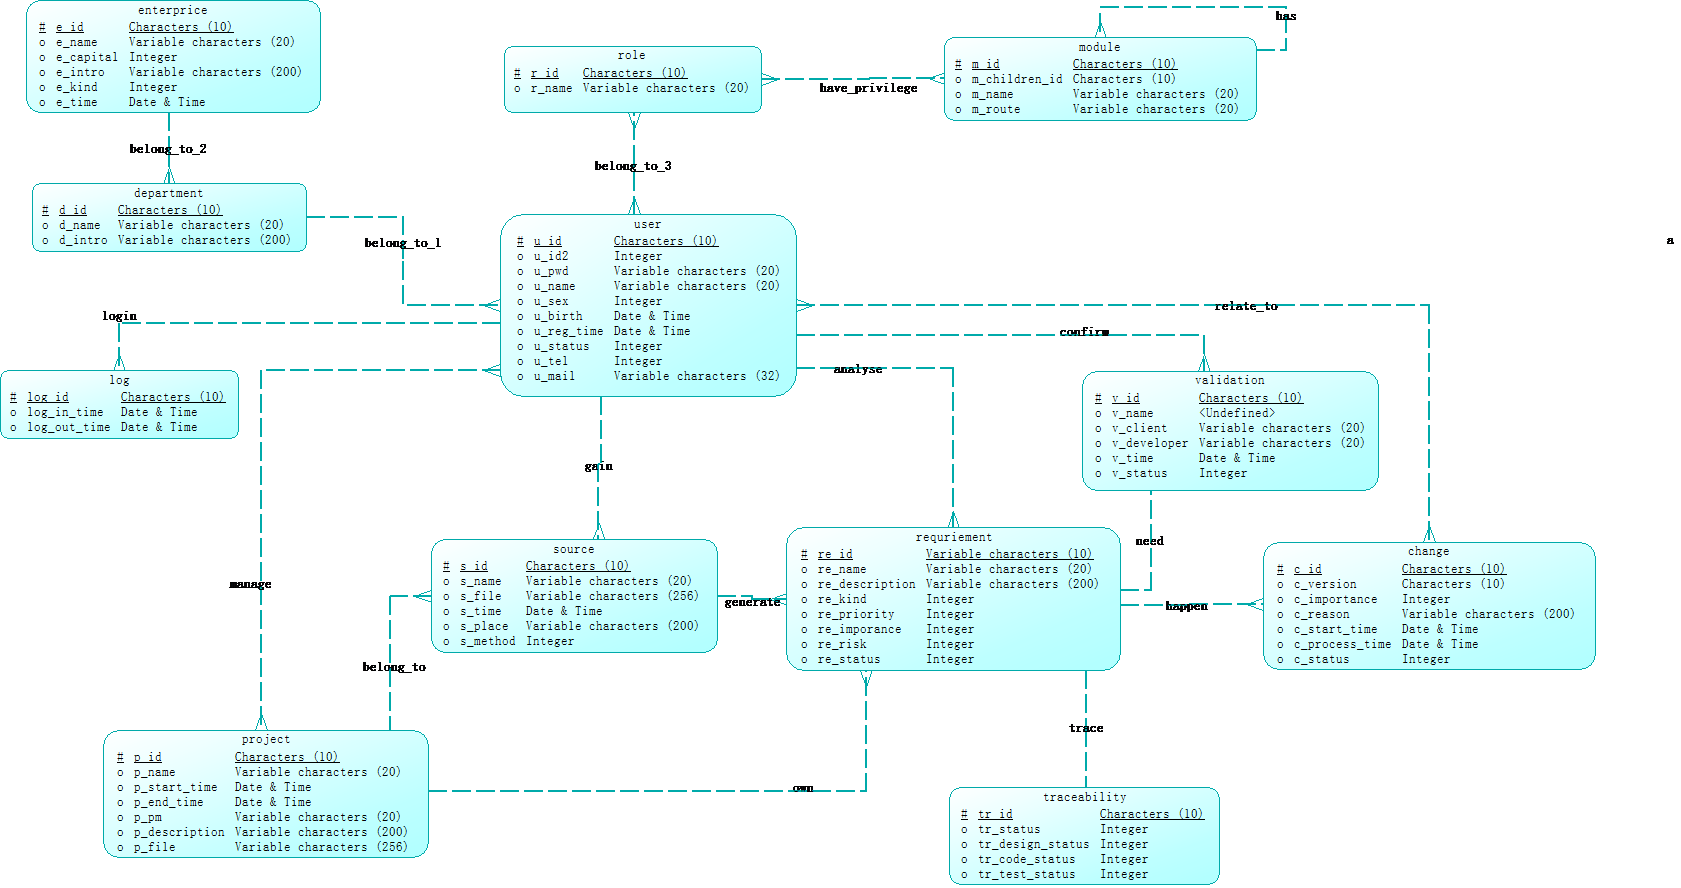 enterprice
# e_id Characters (10)
o e_name Variable characters (20)
o e_capital Integer
o e_intro Variable characters (200)
o e_kind Integer
o e_time Date & Time
role
# r_id Characters (10)
o r_name Variable characters (20)
has
module
# m_id Characters (10)
o m_children_id Characters (10)
o m_name Variable characters (20)
o m_route Variable characters (20)
have_privilege
belong_to_2
belong_to_3
department
# d_id Characters (10)
o d_name Variable characters (20)
o d_intro Variable characters (200)
belong_to_1
user
# u_id Characters (10)
o u_id2 Integer
o u_pwd Variable characters (20)
o u_name Variable characters (20)
o u_sex Integer
o u_birth Date & Time
o u_reg_time Date & Time
o u_status Integer
o u_tel Integer
o u_mail Variable characters (32)
a
relate_to
login
confirm
analyse
log
# log_id Characters (10)
o log_in_time Date & Time
o log_out_time Date & Time
validation
# v_id Characters (10)
o v_name <Undefined>
o v_client Variable characters (20)
o v_developer Variable characters (20)
o v_time Date & Time
o v_status Integer
gain
need
manage
source
# s_id Characters (10)
o s_name Variable characters (20)
o s_file Variable characters (256)
o s_time Date & Time
o s_place Variable characters (200)
o s_method Integer
generate
requriement
# re_id Variable characters (10)
o re_name Variable characters (20)
o re_description Variable characters (200)
o re_kind Integer
o re_priority Integer
o re_imporance Integer
o re_risk Integer
o re_status Integer
happen
change
# c_id Characters (10)
o c_version Characters (10)
o c_importance Integer
o c_reason Variable characters (200)
o c_start_time Date & Time
o c_process_time Date & Time
o c_status Integer
belong_to
trace
project
# p_id Characters (10)
o p_name Variable characters (20)
o p_start_time Date & Time
o p_end_time Date & Time
o p_pm Variable characters (20)
o p_description Variable characters (200)
o p_file Variable characters (256)
own
traceability
# tr_id Characters (10)
o tr_status Integer
o tr_design_status Integer
o tr_code_status Integer
o tr_test_status Integer